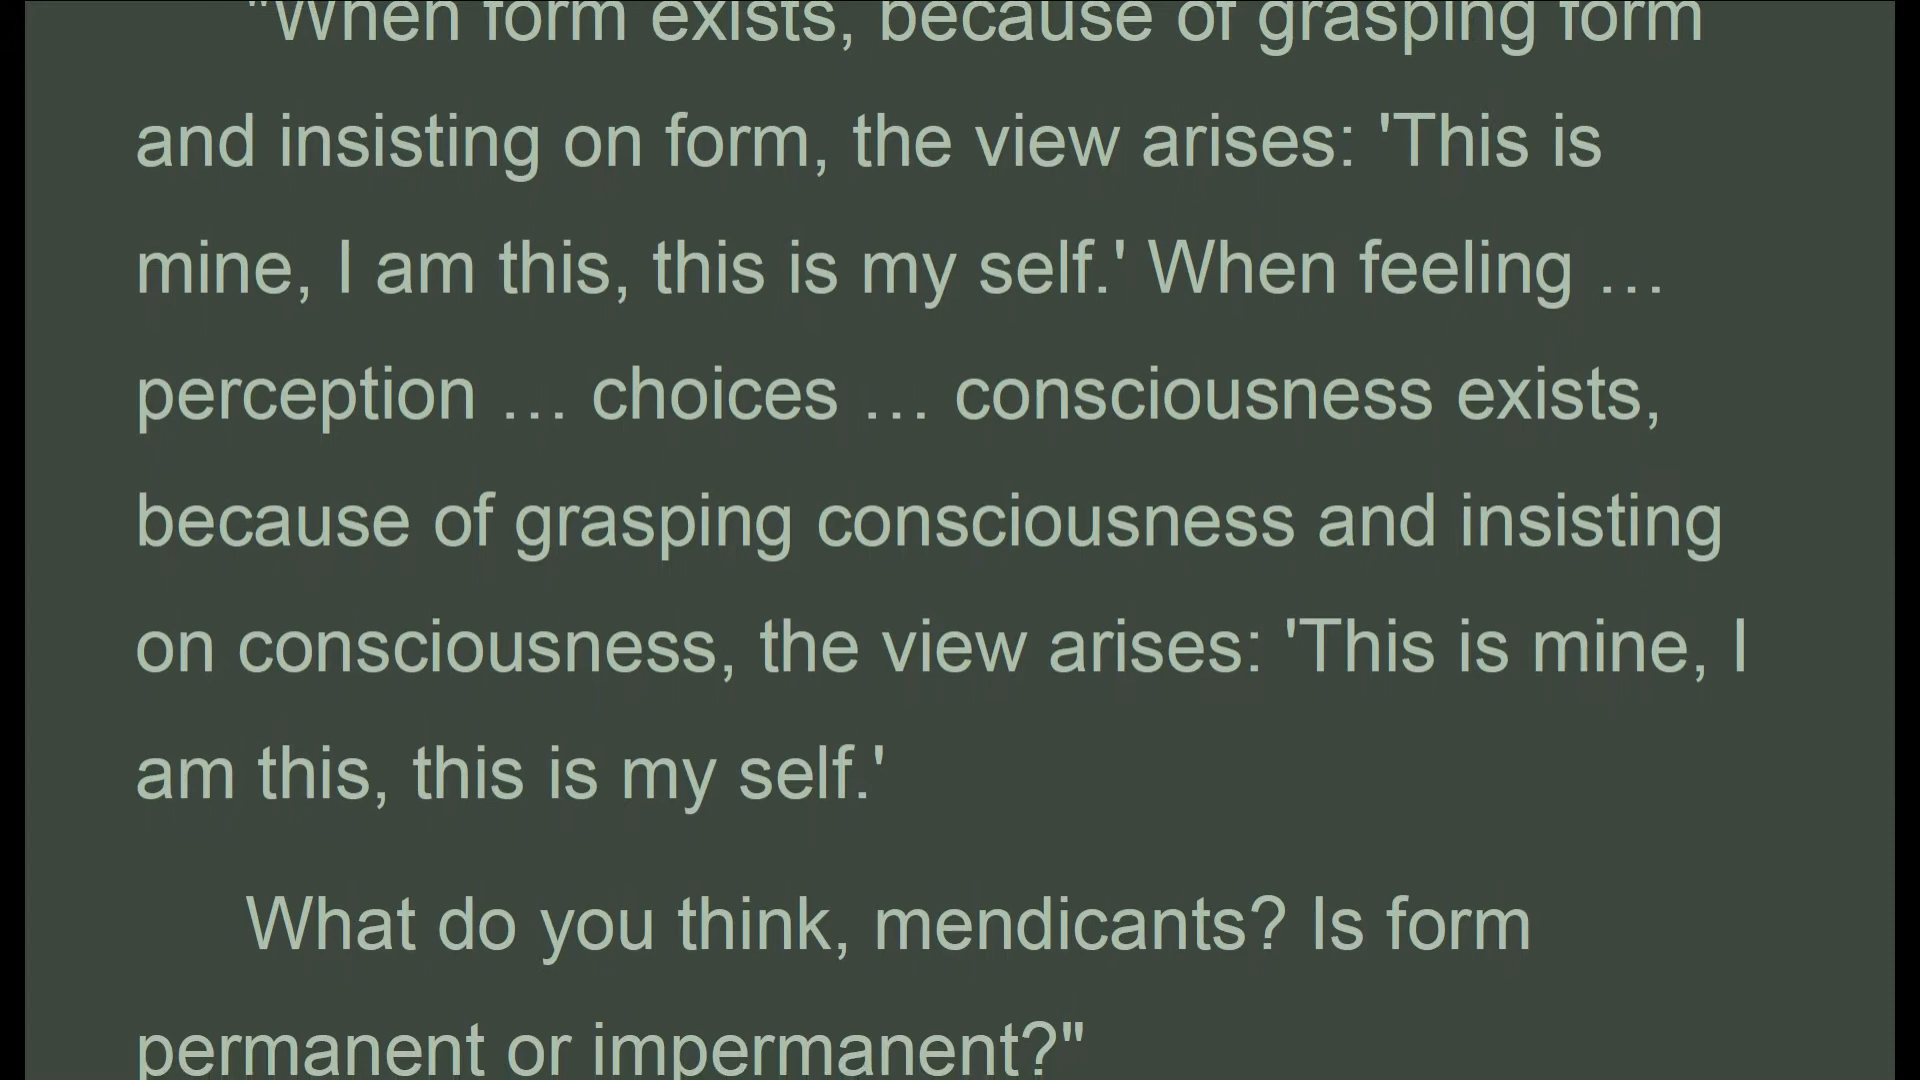 "When form exists, because of grasping form
and insisting on form, the view arises: 'This is
mine, I am this, this is my self.' When feeling …
perception … choices … consciousness exists,
because of grasping consciousness and insisting
on consciousness, the view arises: 'This is mine, I
am this, this is my self.'
What do you think, mendicants? Is form
permanent or impermanent?"